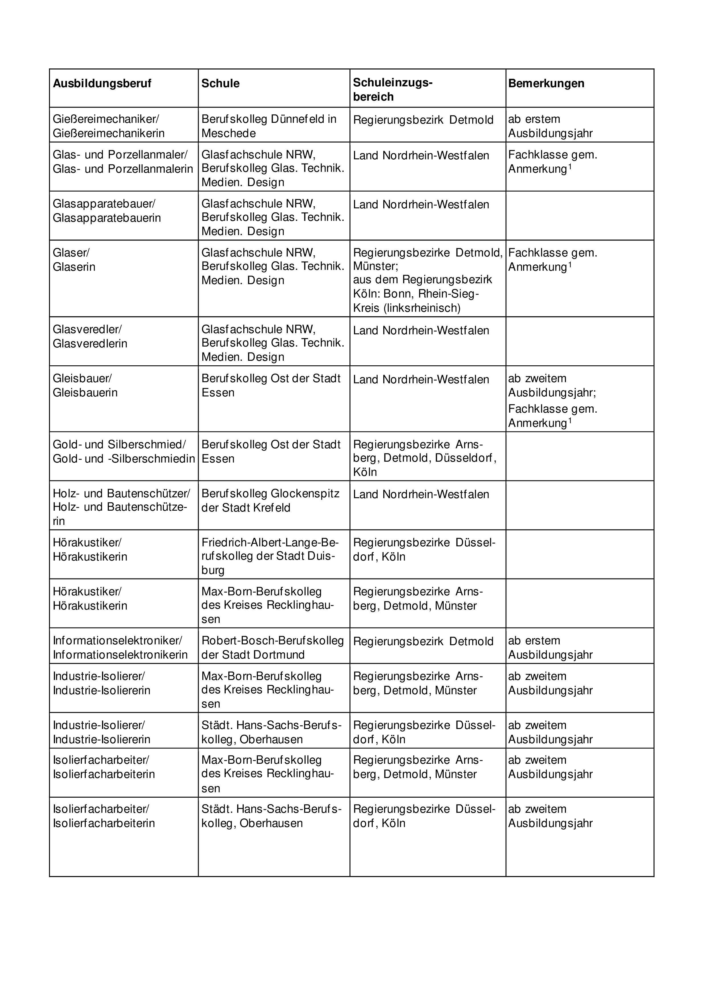 Ausbildungsberuf
Schule
Schuleinzugs-
bereich
Bemerkungen
Gießereimechaniker/
Gießereimechanikerin
Berufskolleg Dünnefeld in
Meschede
Regierungsbezirk Detmold
ab erstem
Ausbildungsjahr
Glas- und Porzellanmaler/
Glas- und Porzellanmalerin
Glasfachschule NRW,
Berufskolleg Glas. Technik.
Medien. Design
Land Nordrhein-Westfalen
Fachklasse gem.
Anmerkung¹
Glasapparatebauer/
Glasapparatebauerin
Glasfachschule NRW,
Berufskolleg Glas. Technik.
Medien. Design
Land Nordrhein-Westfalen
Glaser/
Glaserin
Glasfachschule NRW,
Berufskolleg Glas. Technik.
Medien. Design
Regierungsbezirke Detmold,
Münster;
aus dem Regierungsbezirk
Köln: Bonn, Rhein-Sieg-
Kreis (linksrheinisch)
Fachklasse gem.
Anmerkung¹
Glasveredler/
Glasveredlerin
Glasfachschule NRW,
Berufskolleg Glas. Technik.
Medien. Design
Land Nordrhein-Westfalen
Gleisbauer/
Gleisbauerin
Berufskolleg Ost der Stadt
Essen
Land Nordrhein-Westfalen
ab zweitem
Ausbildungsjahr;
Fachklasse gem.
Anmerkung¹
Gold- und Silberschmied/
Gold- und -Silberschmiedin
Berufskolleg Ost der Stadt
Essen
Regierungsbezirke Arns-
berg, Detmold, Düsseldorf,
Köln
Holz- und Bautenschützer/
Holz- und Bautenschütze-
rin
Berufskolleg Glockenspitz
der Stadt Krefeld
Land Nordrhein-Westfalen
Hörakustiker/
Hörakustikerin
Friedrich-Albert-Lange-Be-
rufskolleg der Stadt Duis-
burg
Regierungsbezirke Düssel-
dorf, Köln
Hörakustiker/
Hörakustikerin
Max-Born-Berufskolleg
des Kreises Recklinghau-
sen
Regierungsbezirke Arns-
berg, Detmold, Münster
Informationselektroniker/
Informationselektronikerin
Robert-Bosch-Berufskolleg
der Stadt Dortmund
Regierungsbezirk Detmold
ab erstem
Ausbildungsjahr
Industrie-Isolierer/
Industrie-Isoliererin
Max-Born-Berufskolleg
des Kreises Recklinghau-
sen
Regierungsbezirke Arns-
berg, Detmold, Münster
ab zweitem
Ausbildungsjahr
Industrie-Isolierer/
Industrie-Isoliererin
Städt. Hans-Sachs-Berufs-
kolleg, Oberhausen
Regierungsbezirke Düssel-
dorf, Köln
ab zweitem
Ausbildungsjahr
Isolierfacharbeiter/
Isolierfacharbeiterin
Max-Born-Berufskolleg
des Kreises Recklinghau-
sen
Regierungsbezirke Arns-
berg, Detmold, Münster
ab zweitem
Ausbildungsjahr
Isolierfacharbeiter/
Isolierfacharbeiterin
Städt. Hans-Sachs-Berufs-
kolleg, Oberhausen
Regierungsbezirke Düssel-
dorf, Köln
ab zweitem
Ausbildungsjahr